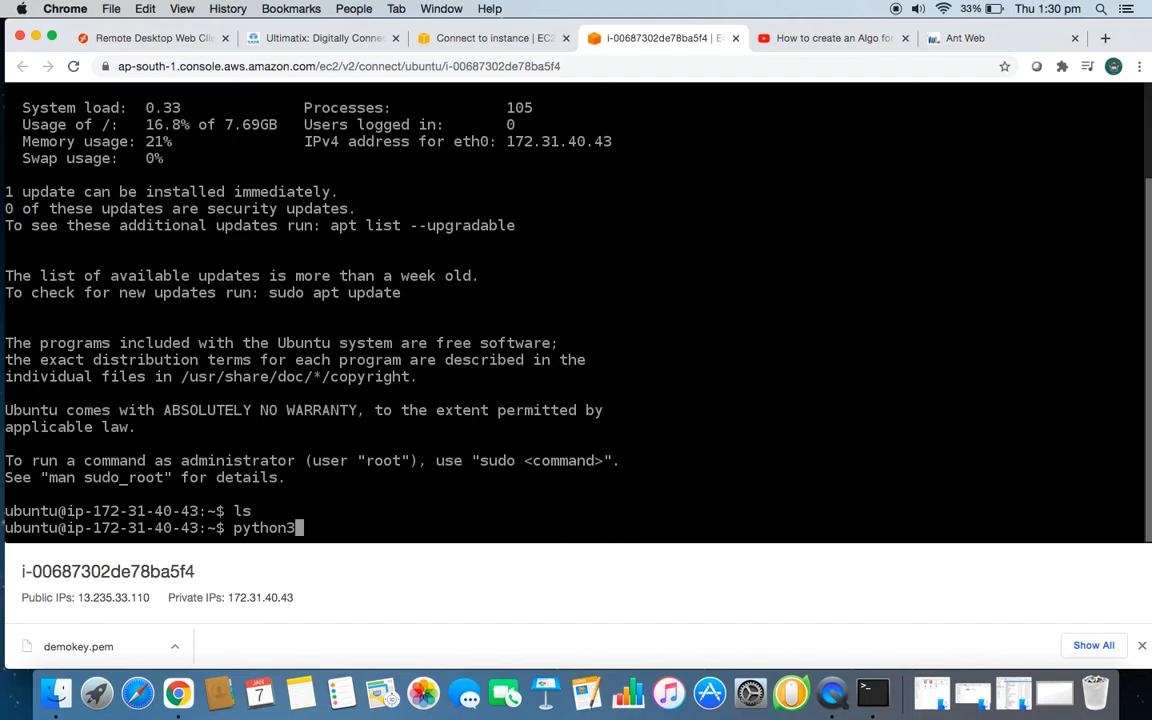 Chrome File Edit View History Bookmarks People Tab Window Help 33% Thu 1:30 pm
Remote Desktop Web Clie Ultimatix: Digitally Conne Connect to instance | EC2 i-00687302de78ba5f4 | E How to create an Algo for Ant Web
ap-south-1.console.aws.amazon.com/ec2/v2/connect/ubuntu/i-00687302de78ba5f4
System load: 0.33 Processes: 105
Usage of /: 16.8% of 7.69GB Users logged in: 0
Memory usage: 21% IPv4 address for eth0: 172.31.40.43
Swap usage: 0%
1 update can be installed immediately.
0 of these updates are security updates.
To see these additional updates run: apt list --upgradable
The list of available updates is more than a week old.
To check for new updates run: sudo apt update
The programs included with the Ubuntu system are free software;
the exact distribution terms for each program are described in the
individual files in /usr/share/doc/*/copyright.
Ubuntu comes with ABSOLUTELY NO WARRANTY, to the extent permitted by
applicable law.
To run a command as administrator (user "root"), use "sudo <command>".
See "man sudo_root" for details.
ubuntu@ip-172-31-40-43:~$ ls
ubuntu@ip-172-31-40-43:~$ python3
i-00687302de78ba5f4
Public IPs: 13.235.33.110 Private IPs: 172.31.40.43
demokey.pem Show All
JAN
7